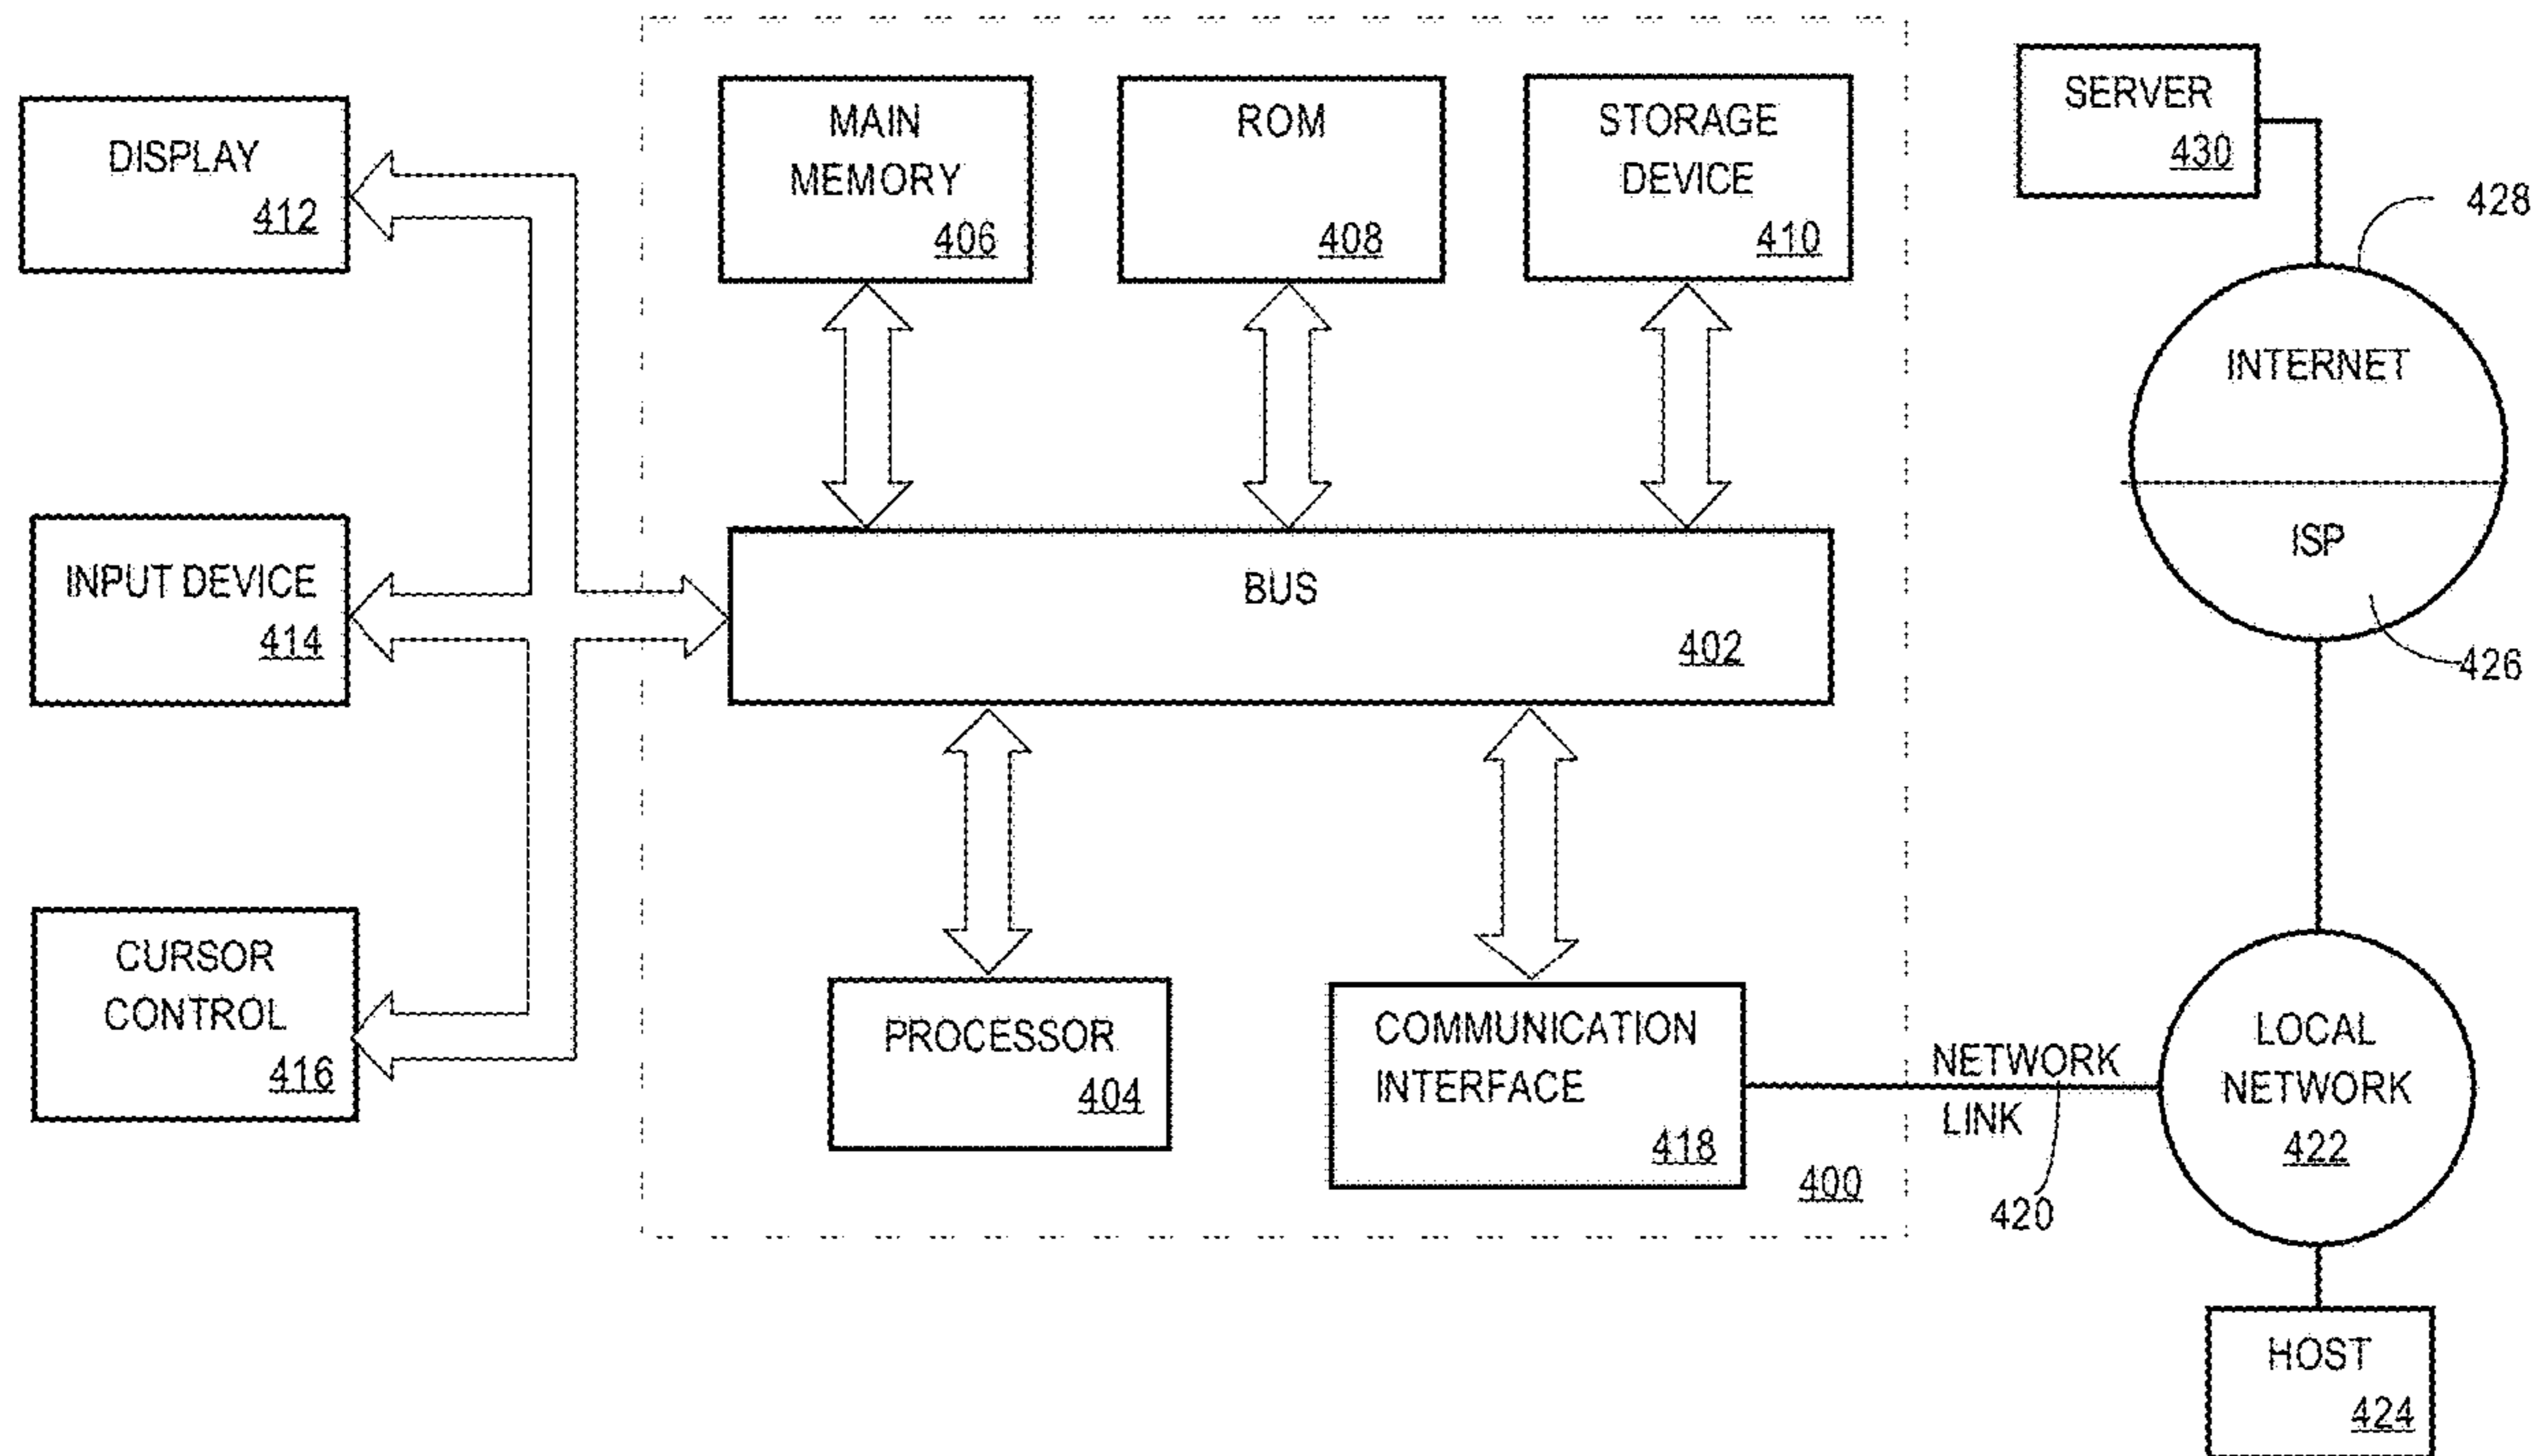 DISPLAY
412
INPUT DEVICE
414
CURSOR
CONTROL
416
MAIN
MEMORY
406
ROM
408
STORAGE
DEVICE
410
BUS
402
PROCESSOR
404
COMMUNICATION
INTERFACE
418
400
SERVER
430
428
INTERNET
ISP
426
NETWORK
LINK
420
LOCAL
NETWORK
422
HOST
424